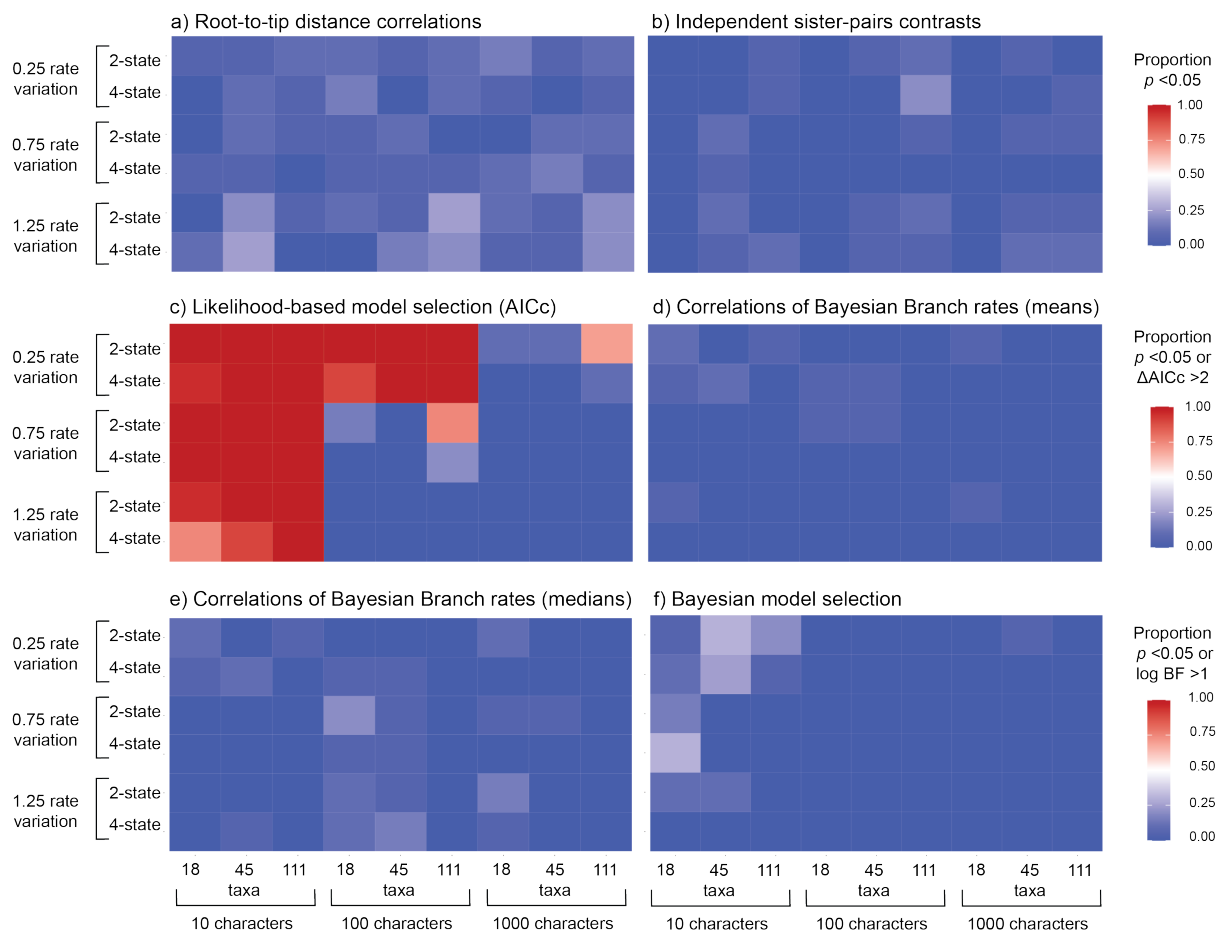 a) Root-to-tip distance correlations
b) Independent sister-pairs contrasts
0.25 rate
variation
2-state
4-state
0.75 rate
variation
2-state
4-state
1.25 rate
variation
2-state
4-state
Proportion
p <0.05
1.00
0.75
0.50
0.25
0.00
c) Likelihood-based model selection (AICc)
d) Correlations of Bayesian Branch rates (means)
0.25 rate
variation
2-state
4-state
0.75 rate
variation
2-state
4-state
1.25 rate
variation
2-state
4-state
Proportion
p <0.05 or
ΔAICc >2
1.00
0.75
0.50
0.25
0.00
e) Correlations of Bayesian Branch rates (medians)
f) Bayesian model selection
0.25 rate
variation
2-state
4-state
0.75 rate
variation
2-state
4-state
1.25 rate
variation
2-state
4-state
Proportion
p <0.05 or
log BF >1
1.00
0.75
0.50
0.25
0.00
18 45 111 18 45 111 18 45 111
taxa taxa taxa
10 characters 100 characters 1000 characters
18 45 111 18 45 111 18 45 111
taxa taxa taxa
10 characters 100 characters 1000 characters